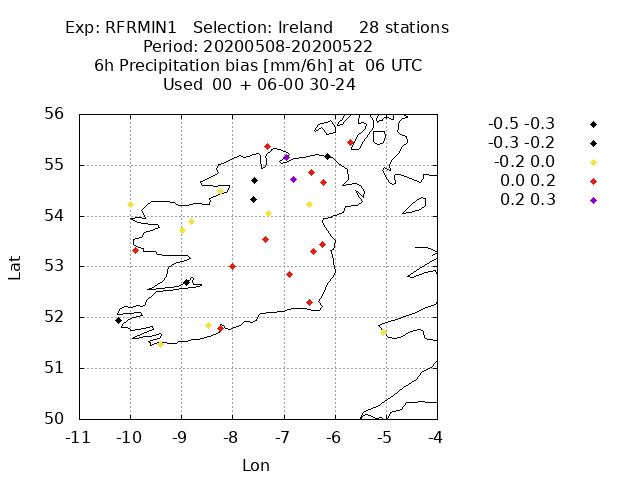 Exp: RFRMIN1 Selection: Ireland 28 stations
Period: 20200508-20200522
6h Precipitation bias [mm/6h] at 06 UTC
Used 00 + 06-00 30-24
-0.5 -0.3
-0.3 -0.2
-0.2 0.0
0.0 0.2
0.2 0.3
56
55
54
53
52
51
50
Lat
-11 -10 -9 -8 -7 -6 -5 -4
Lon